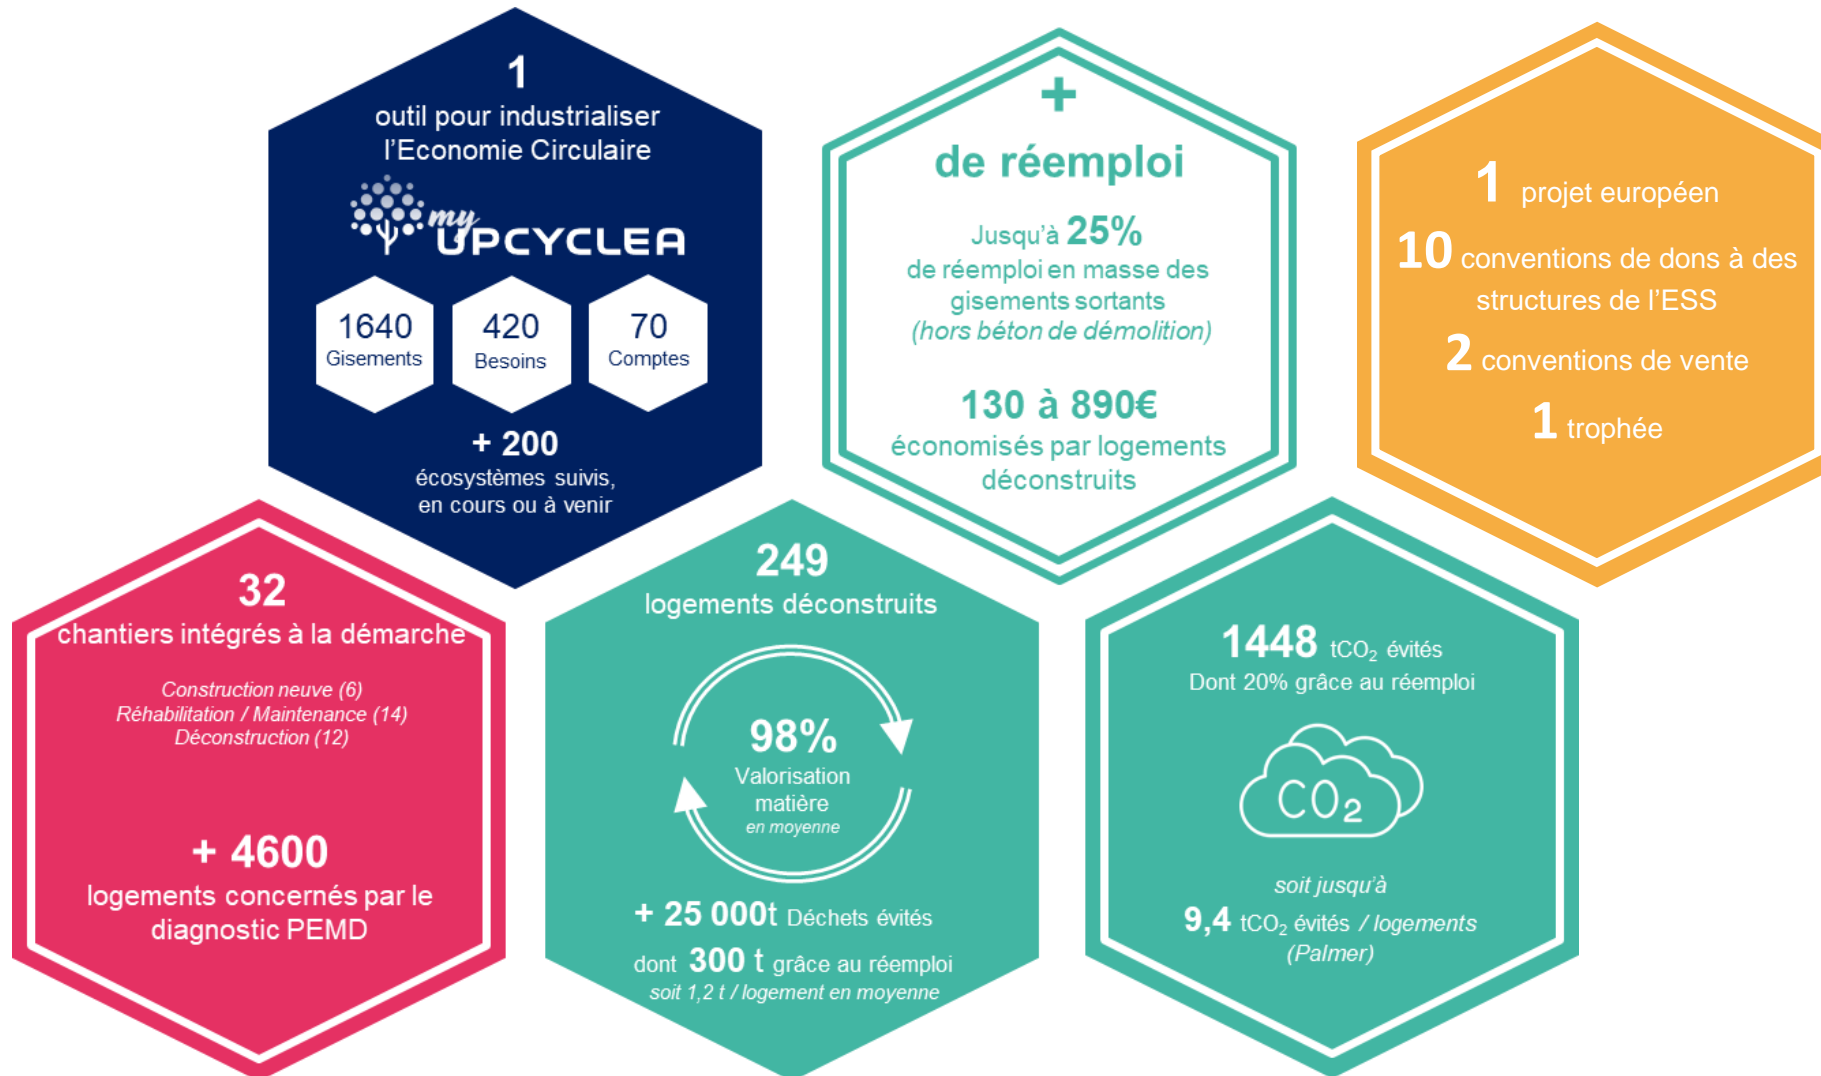 1
outil pour industrialiser
l'Economie Circulaire
my
UPCYCLEA
1640
Gisements
420
Besoins
70
Comptes
+ 200
écosystèmes suivis,
en cours ou à venir
+
de réemploi
Jusqu'à 25%
de réemploi en masse des
gisements sortants
(hors béton de démolition)
130 à 890€
économisés par logements
déconstruits
1 projet européen
10 conventions de dons à des
structures de l'ESS
2 conventions de vente
1 trophée
32
chantiers intégrés à la démarche
Construction neuve (6)
Réhabilitation / Maintenance (14)
Déconstruction (12)
+ 4600
logements concernés par le
diagnostic PEMD
249
logements déconstruits
98%
Valorisation
matière
en moyenne
+ 25 000t Déchets évités
dont 300 t grâce au réemploi
soit 1,2 t / logement en moyenne
1448 tCO₂ évités
Dont 20% grâce au réemploi
CO₂
soit jusqu'à
9,4 tCO₂ évités / logements
(Palmer)